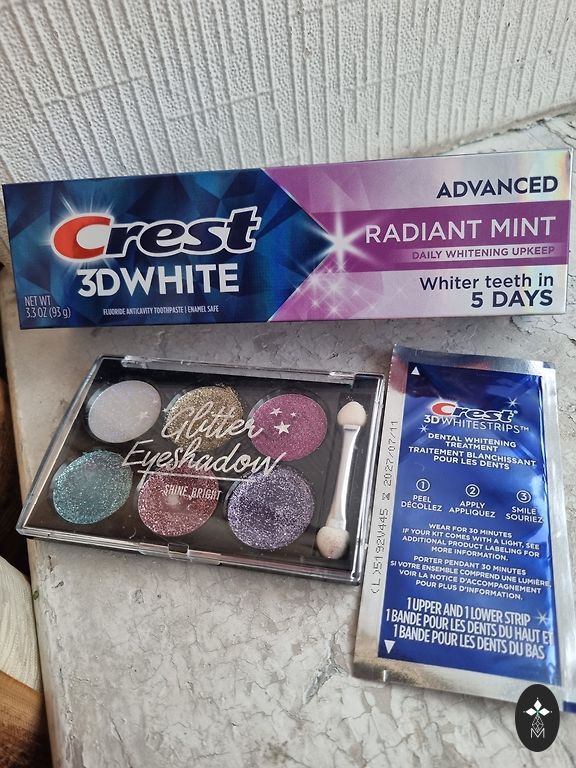 Crest
3DWHITE
NET WT
3.3 OZ (93 g)
FLUORIDE ANTICAVITY TOOTHPASTE | ENAMEL SAFE
ADVANCED
RADIANT MINT
DAILY WHITENING UPKEEP
Whiter teeth in
5 DAYS
Glitter
Eyeshadow
SHINE BRIGHT
Crest
3DWHITESTRIPS™
DENTAL WHITENING
TREATMENT
TRAITEMENT BLANCHISSANT
POUR LES DENTS
1 2 3
PEEL APPLY SMILE
DÉCOLLEZ APPLIQUEZ SOURIEZ
WEAR FOR 30 MINUTES
IF YOUR KIT COMES WITH A LIGHT, SEE
ADDITIONAL PRODUCT LABELING FOR
MORE INFORMATION.
PORTER PENDANT 30 MINUTES
SI VOTRE ENSEMBLE COMPREND UNE LUMIÈRE,
VOIR LA NOTICE D'ACCOMPAGNEMENT
POUR PLUS D'INFORMATION.
1 UPPER AND 1 LOWER STRIP
1 BANDE POUR LES DENTS DU HAUT ET
1 BANDE POUR LES DENTS DU BAS
(L)5192V445 2027/07/11